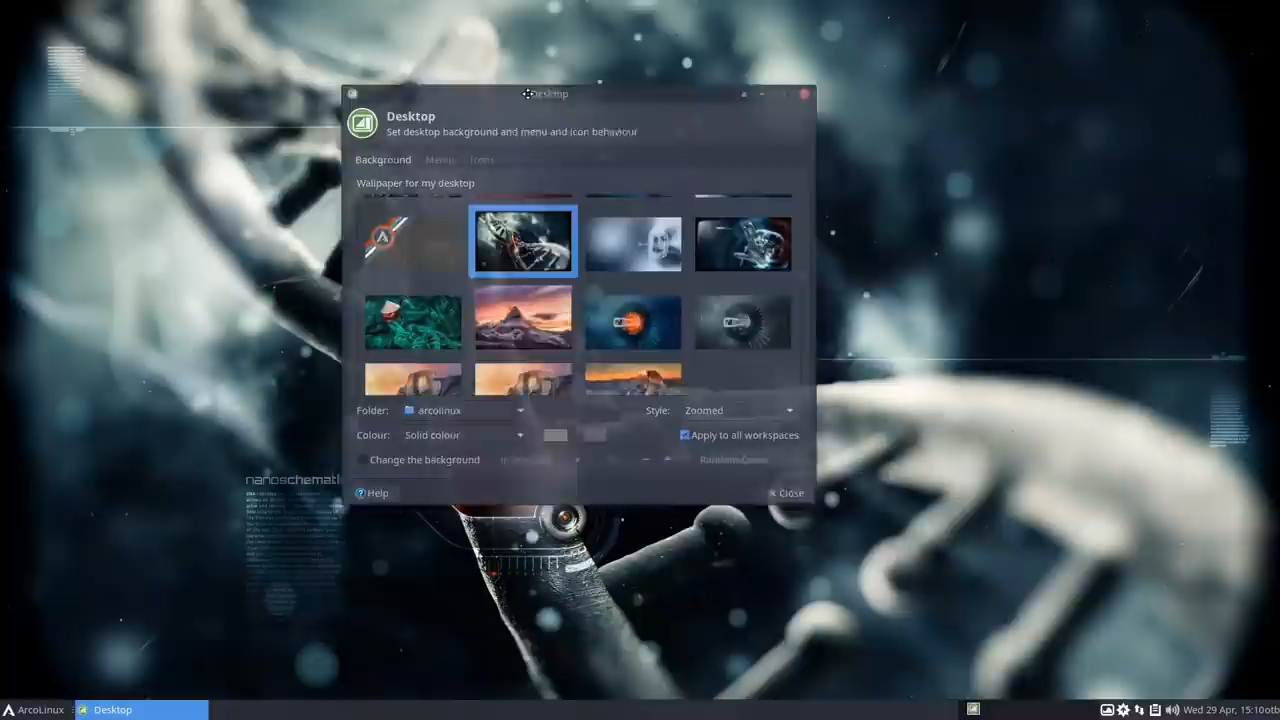 Desktop
Desktop
Set desktop background and menu and icon behaviour
Background Menu Icons
Wallpaper for my desktop
Folder: arcolinux Style: Zoomed
Colour: Solid colour Apply to all workspaces
Change the background
Help Close
nanoschemati
ArcoLinux Desktop Wed 29 Apr, 15:10